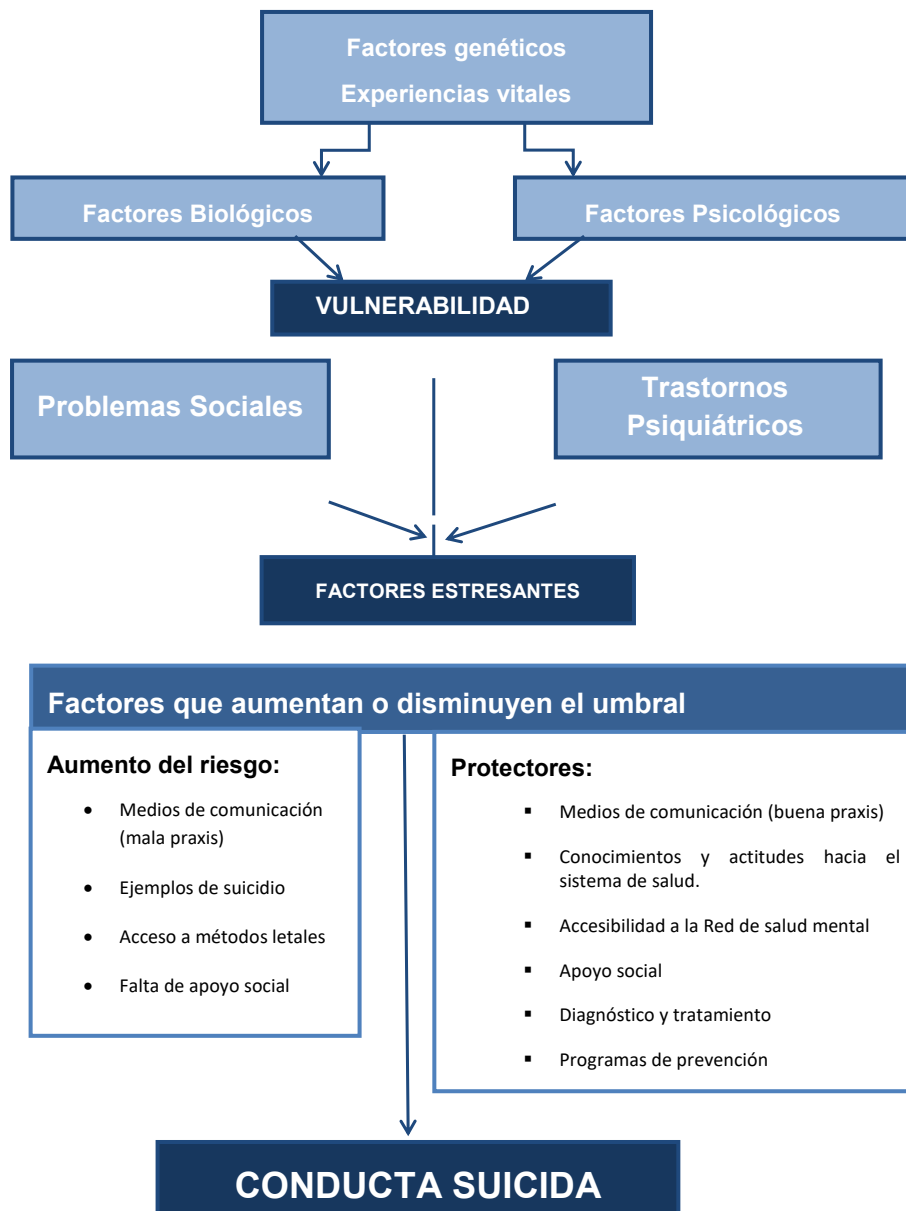 Factores genéticos
Experiencias vitales
Factores Biológicos
Factores Psicológicos
VULNERABILIDAD
Problemas Sociales
Trastornos
Psiquiátricos
FACTORES ESTRESANTES
Factores que aumentan o disminuyen el umbral
Aumento del riesgo:
• Medios de comunicación
(mala praxis)
• Ejemplos de suicidio
• Acceso a métodos letales
• Falta de apoyo social
Protectores:
▪ Medios de comunicación (buena praxis)
▪ Conocimientos y actitudes hacia el
sistema de salud.
▪ Accesibilidad a la Red de salud mental
▪ Apoyo social
▪ Diagnóstico y tratamiento
▪ Programas de prevención
CONDUCTA SUICIDA